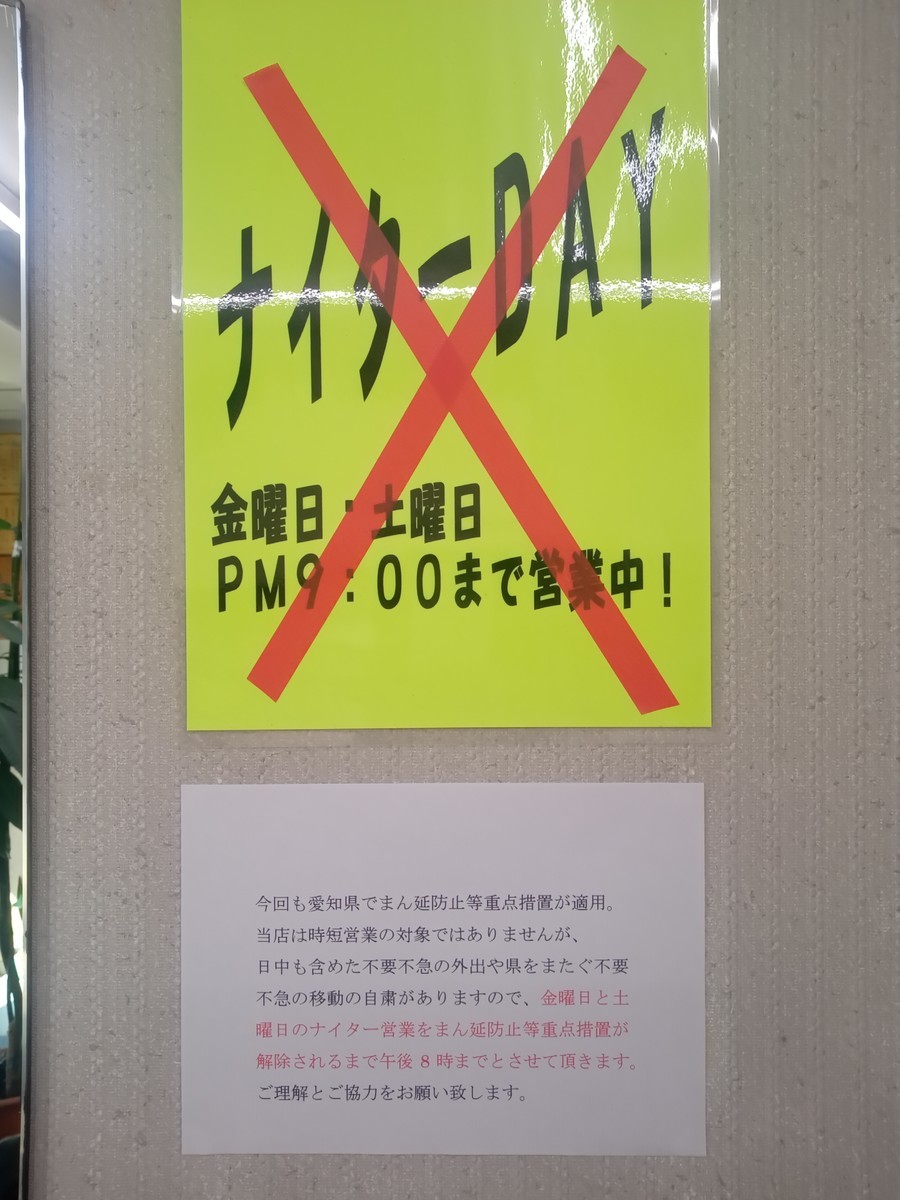 ナイターDAY
金曜日・土曜日
PM9:00まで営業中！
今回も愛知県でまん延防止等重点措置が適用。
当店は時短営業の対象ではありませんが、
日中も含めた不要不急の外出や県をまたぐ不要
不急の移動の自粛がありますので、金曜日と土
曜日のナイター営業をまん延防止等重点措置が
解除されるまで午後 8 時までとさせて頂きます。
ご理解とご協力をお願い致します。